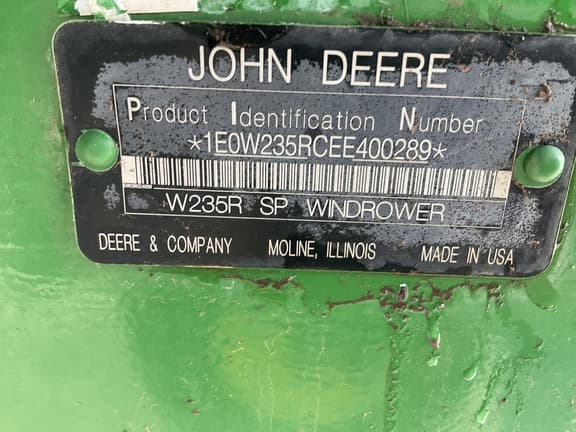 JOHN DEERE
Product Identification Number
*1E0W235RCEE400289*
W235R SP WINDROWER
DEERE & COMPANY MOLINE, ILLINOIS MADE IN USA